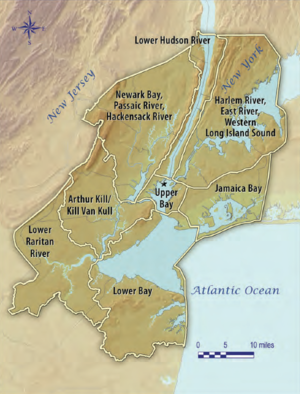 Lower Hudson River
New Jersey
New York
Newark Bay,
Passaic River,
Hackensack River
Harlem River,
East River,
Western
Long Island Sound
Arthur Kill/
Kill Van Kull
Upper
Bay
Jamaica Bay
Lower
Raritan
River
Lower Bay
Atlantic Ocean
0 5 10 miles